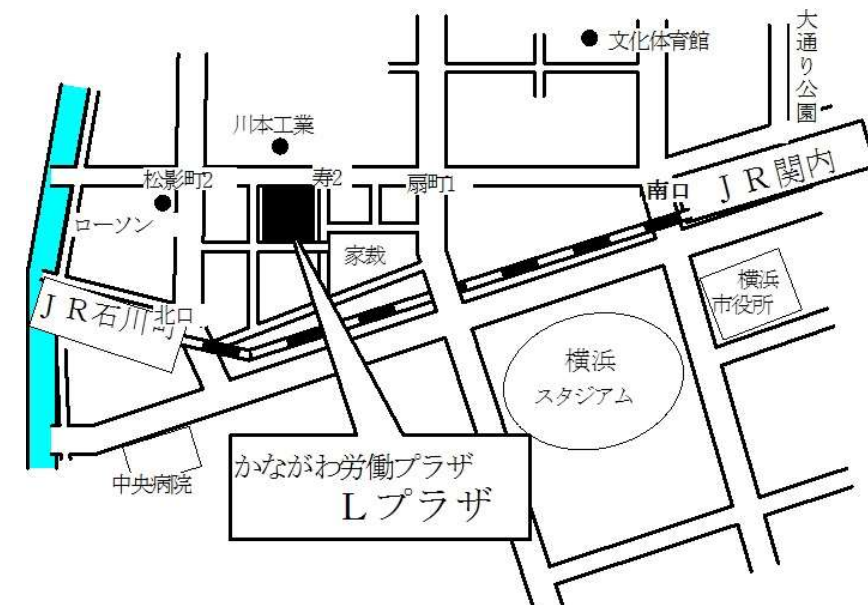 文化体育館
大通り公園
川本工業
松影町2
寿2
扇町1
南口
ＪＲ関内
ローソン
家裁
横浜
市役所
ＪＲ石川町
北口
横浜
スタジアム
中央病院
かながわ労働プラザ
Ｌプラザ